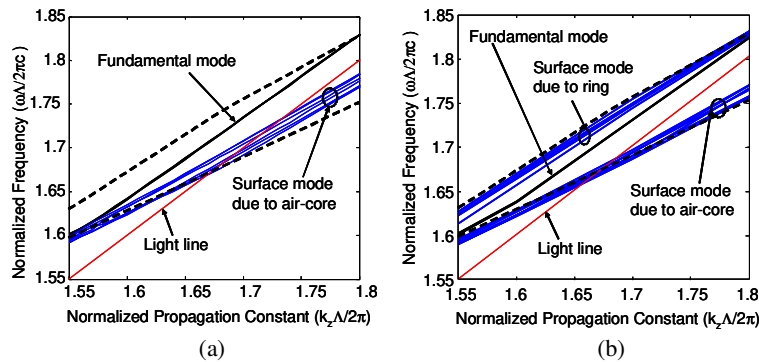 1.85
1.8
1.75
1.7
1.65
1.6
1.55
Normalized Frequency (ωΛ/2πc)
Fundamental mode
Surface mode
due to air-core
Light line
1.55
1.6
1.65
1.7
1.75
1.8
Normalized Propagation Constant (k_zΛ/2π)
(a)
1.85
1.8
1.75
1.7
1.65
1.6
1.55
Normalized Frequency (ωΛ/2πc)
Fundamental mode
Surface mode
due to ring
Surface mode
due to air-core
Light line
1.55
1.6
1.65
1.7
1.75
1.8
Normalized Propagation Constant (k_zΛ/2π)
(b)